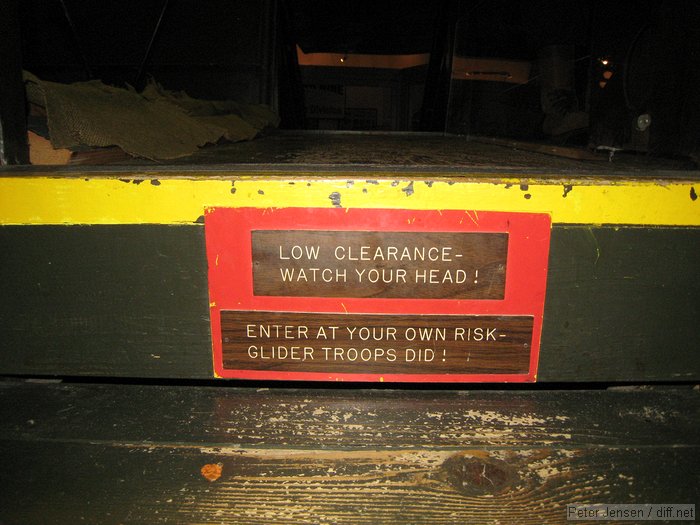 LOW CLEARANCE-
WATCH YOUR HEAD!
ENTER AT YOUR OWN RISK-
GLIDER TROOPS DID!
Peter Jensen / diff.net